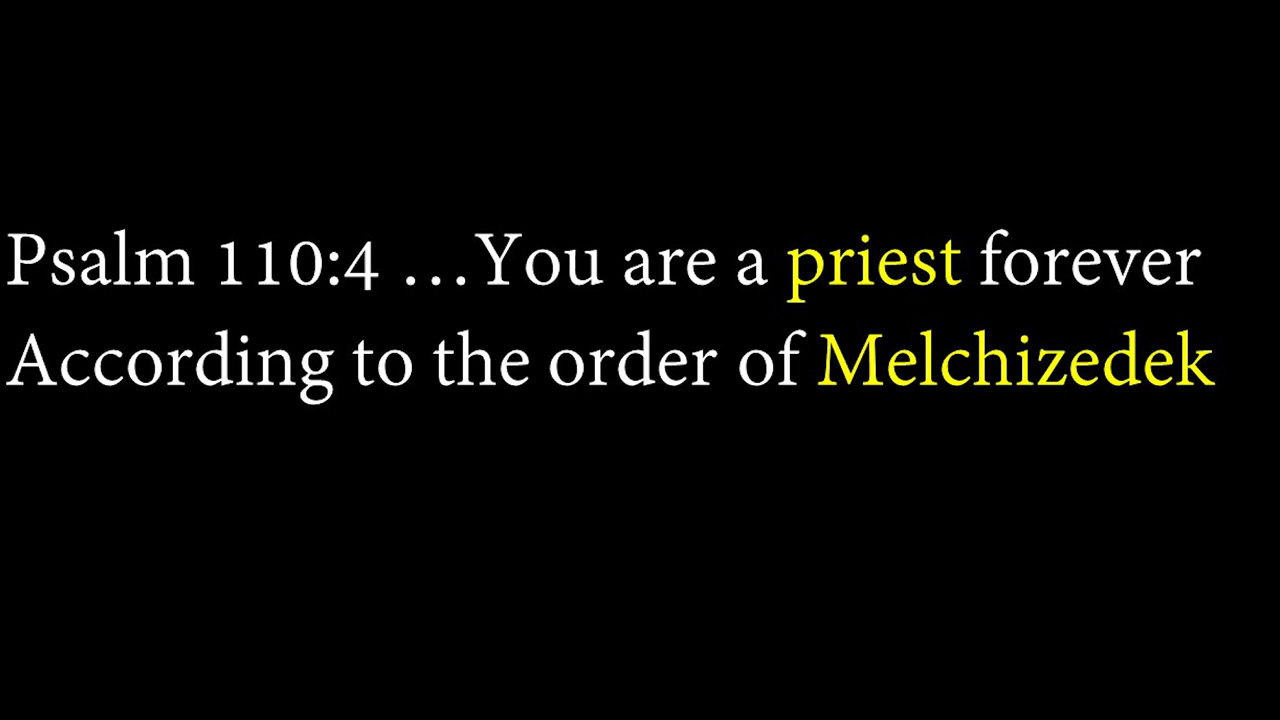 Psalm 110:4 …You are a priest forever
According to the order of Melchizedek